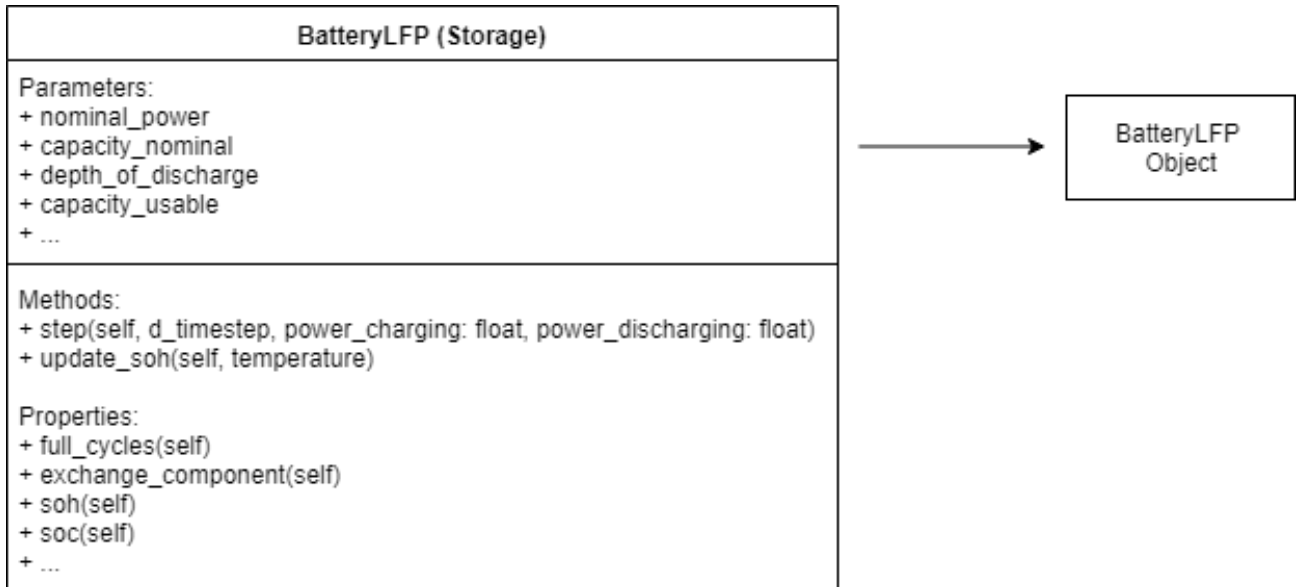 BatteryLFP (Storage)
Parameters:
+ nominal_power
+ capacity_nominal
+ depth_of_discharge
+ capacity_usable
+ ...
Methods:
+ step(self, d_timestep, power_charging: float, power_discharging: float)
+ update_soh(self, temperature)
Properties:
+ full_cycles(self)
+ exchange_component(self)
+ soh(self)
+ soc(self)
+ ...
BatteryLFP
Object